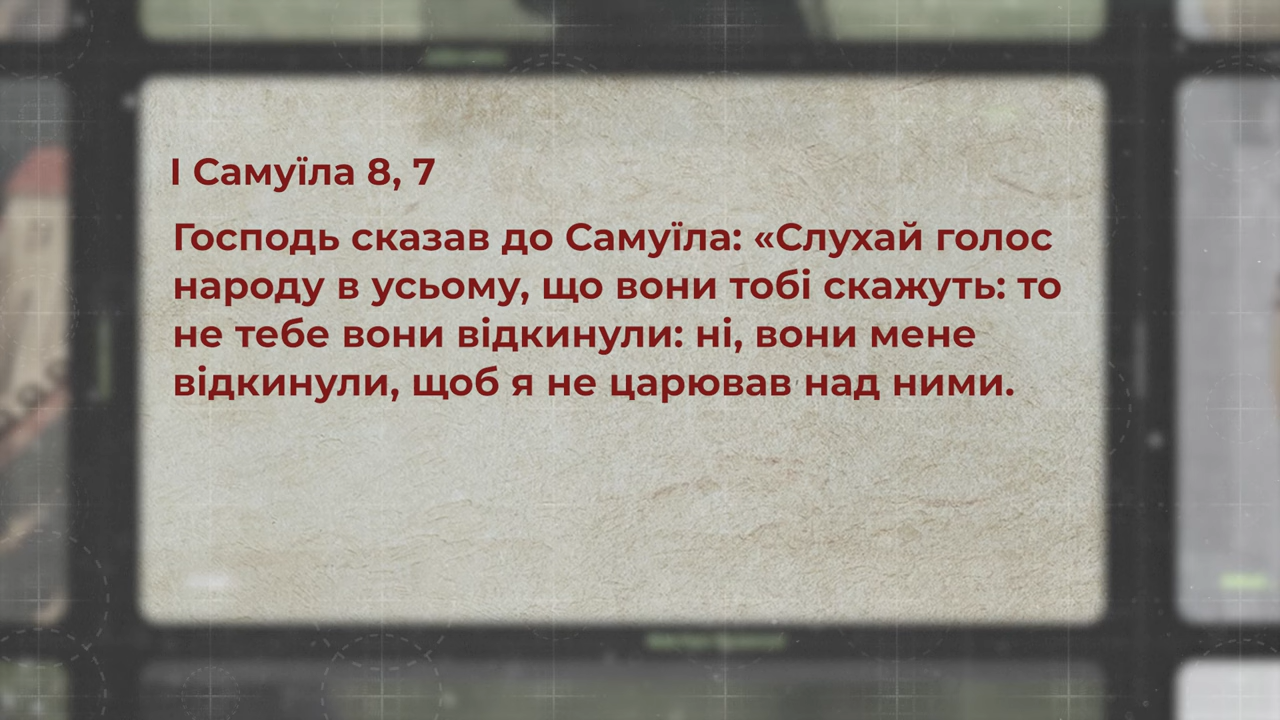 І Самуїла 8, 7
Господь сказав до Самуїла: «Слухай голос
народу в усьому, що вони тобі скажуть: то
не тебе вони відкинули: ні, вони мене
відкинули, щоб я не царював над ними.